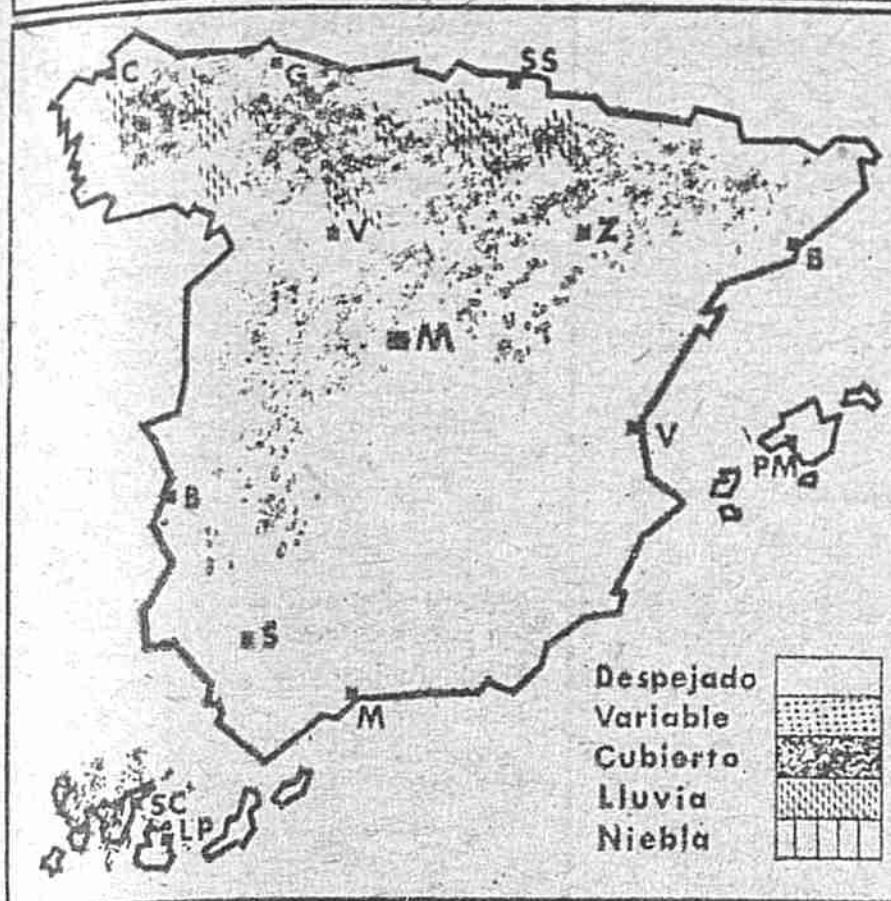 SS
C
G
V
Z
B
M
V
PM
B
S
M
SC
LP
Despejado
Variable
Cubierto
Lluvia
Niebla